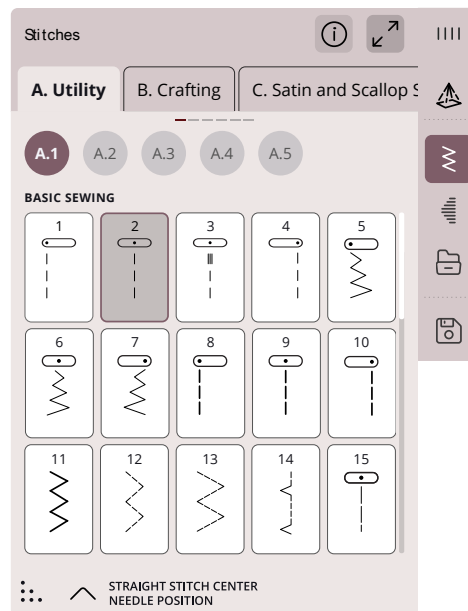 Stitches
A. Utility B. Crafting C. Satin and Scallop S
A.1 A.2 A.3 A.4 A.5
BASIC SEWING
1 2 3 4 5
6 7 8 9 10
11 12 13 14 15
STRAIGHT STITCH CENTER
NEEDLE POSITION